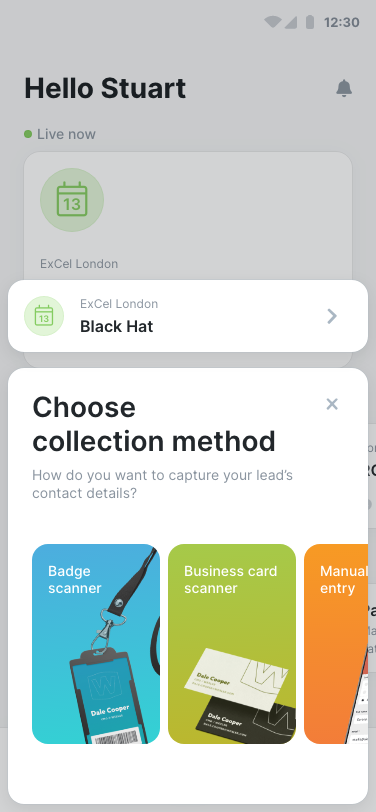 12:30
Hello Stuart
Live now
13
ExCel London
13
ExCel London
Black Hat
Choose
collection method
How do you want to capture your lead's
contact details?
Badge
scanner
Dale Cooper
Business card
scanner
Dale Cooper
Dale Cooper
Manual
entry